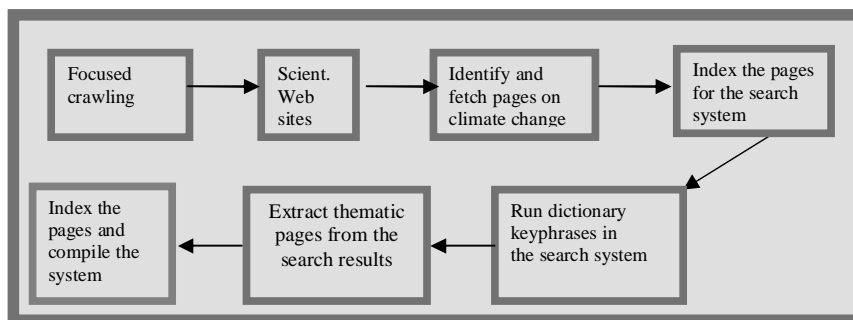 Focused
crawling
Scient.
Web
sites
Identify and
fetch pages on
climate change
Index the pages
for the search
system
Run dictionary
keyphrases in
the search system
Extract thematic
pages from the
search results
Index the
pages and
compile the
system